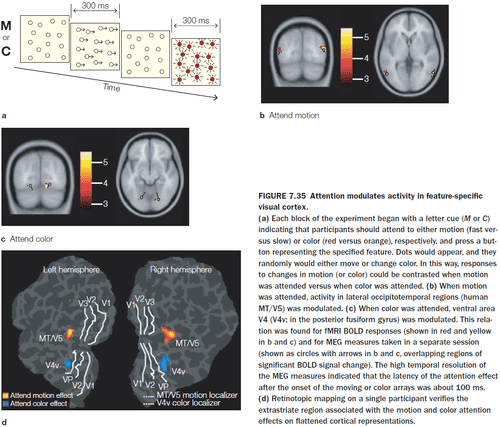 300 ms
300 ms
M
or
C
Time
a
5
4
3
b Attend motion
5
4
3
c Attend color
Left hemisphere
Right hemisphere
V3 V2 V1
V1 V2 V3
MT/V5
MT/V5
V4v
V4v
VP V2 V1
VP V2 V1
Attend motion effect
Attend color effect
MT/V5 motion localizer
V4v color localizer
d
FIGURE 7.35 Attention modulates activity in feature-specific
visual cortex.
(a) Each block of the experiment began with a letter cue (M or C)
indicating that participants should attend to either motion (fast ver-
sus slow) or color (red versus orange), respectively, and press a but-
ton representing the specified feature. Dots would appear, and they
randomly would either move or change color. In this way, responses
to changes in motion (or color) could be contrasted when motion
was attended versus when color was attended. (b) When motion
was attended, activity in lateral occipitotemporal regions (human
MT/V5) was modulated. (c) When color was attended, ventral area
V4 (V4v; in the posterior fusiform gyrus) was modulated. This rela-
tion was found for fMRI BOLD responses (shown in red and yellow
in b and c) and for MEG measures taken in a separate session
(shown as circles with arrows in b and c, overlapping regions of
significant BOLD signal change). The high temporal resolution of
the MEG measures indicated that the latency of the attention effect
after the onset of the moving or color arrays was about 100 ms.
(d) Retinotopic mapping on a single participant verifies the
extrastriate region associated with the motion and color attention
effects on flattened cortical representations.